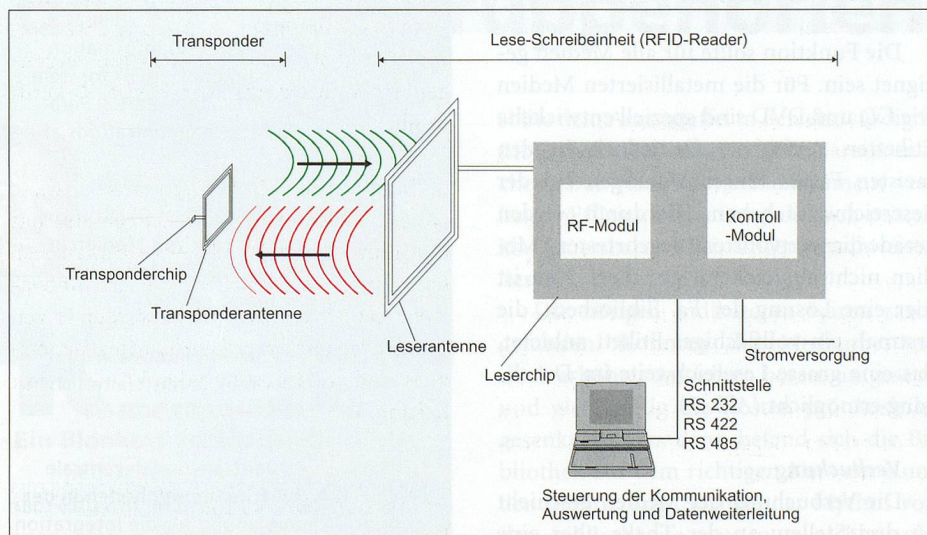 Transponder
Lese-Schreibeinheit (RFID-Reader)
RF-Modul
Kontroll
-Modul
Transponderchip
Transponderantenne
Leserantenne
Leserchip
Stromversorgung
Schnittstelle
RS 232
RS 422
RS 485
Steuerung der Kommunikation,
Auswertung und Datenweiterleitung